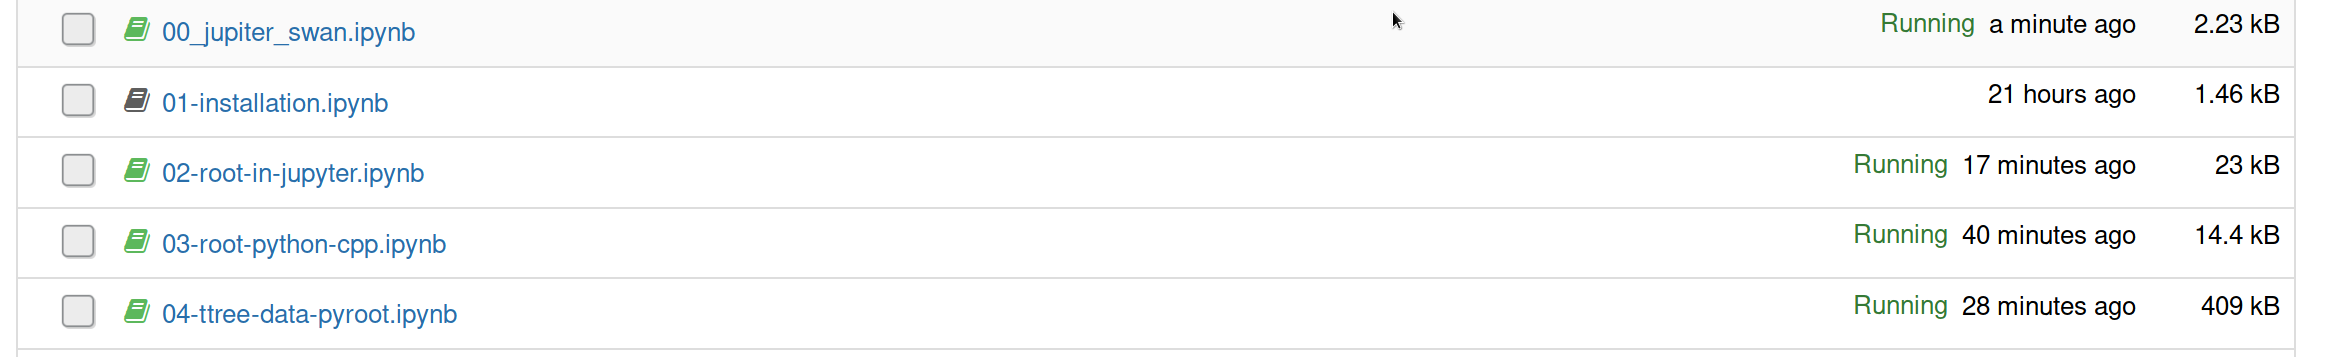 00_jupiter_swan.ipynb Running a minute ago 2.23 kB
01-installation.ipynb 21 hours ago 1.46 kB
02-root-in-jupyter.ipynb Running 17 minutes ago 23 kB
03-root-python-cpp.ipynb Running 40 minutes ago 14.4 kB
04-ttree-data-pyroot.ipynb Running 28 minutes ago 409 kB